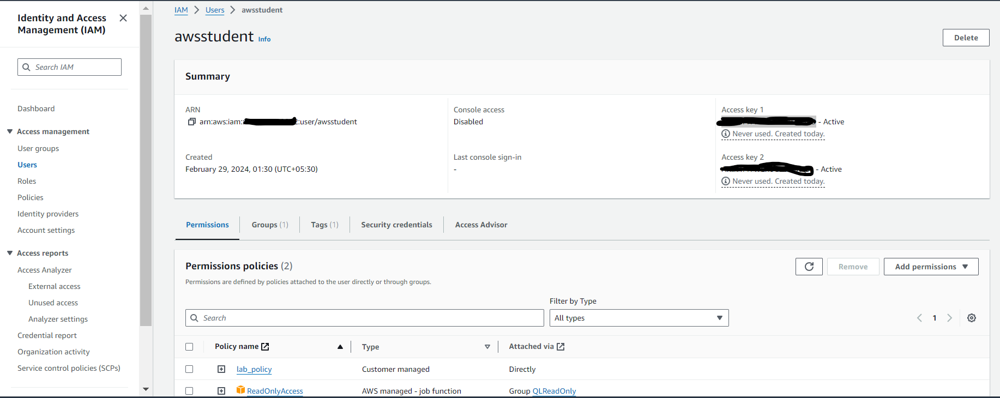 Identity and Access
Management (IAM)
Search IAM
Dashboard
Access management
User groups
Users
Roles
Policies
Identity providers
Account settings
Access reports
Access Analyzer
External access
Unused access
Analyzer settings
Credential report
Organization activity
Service control policies (SCPs)
IAM > Users > awsstudent
awsstudent Info
Delete
Summary
ARN
arn:aws:iam: :user/awsstudent
Created
February 29, 2024, 01:30 (UTC+05:30)
Console access
Disabled
Last console sign-in
-
Access key 1
- Active
Never used. Created today.
Access key 2
- Active
Never used. Created today.
Permissions
Groups (1)
Tags (1)
Security credentials
Access Advisor
Permissions policies (2)
Permissions are defined by policies attached to the user directly or through groups.
Remove
Add permissions
Filter by Type
Search
All types
1
Policy name
Type
Attached via
lab_policy
Customer managed
Directly
ReadOnlyAccess
AWS managed - job function
Group QLReadOnly